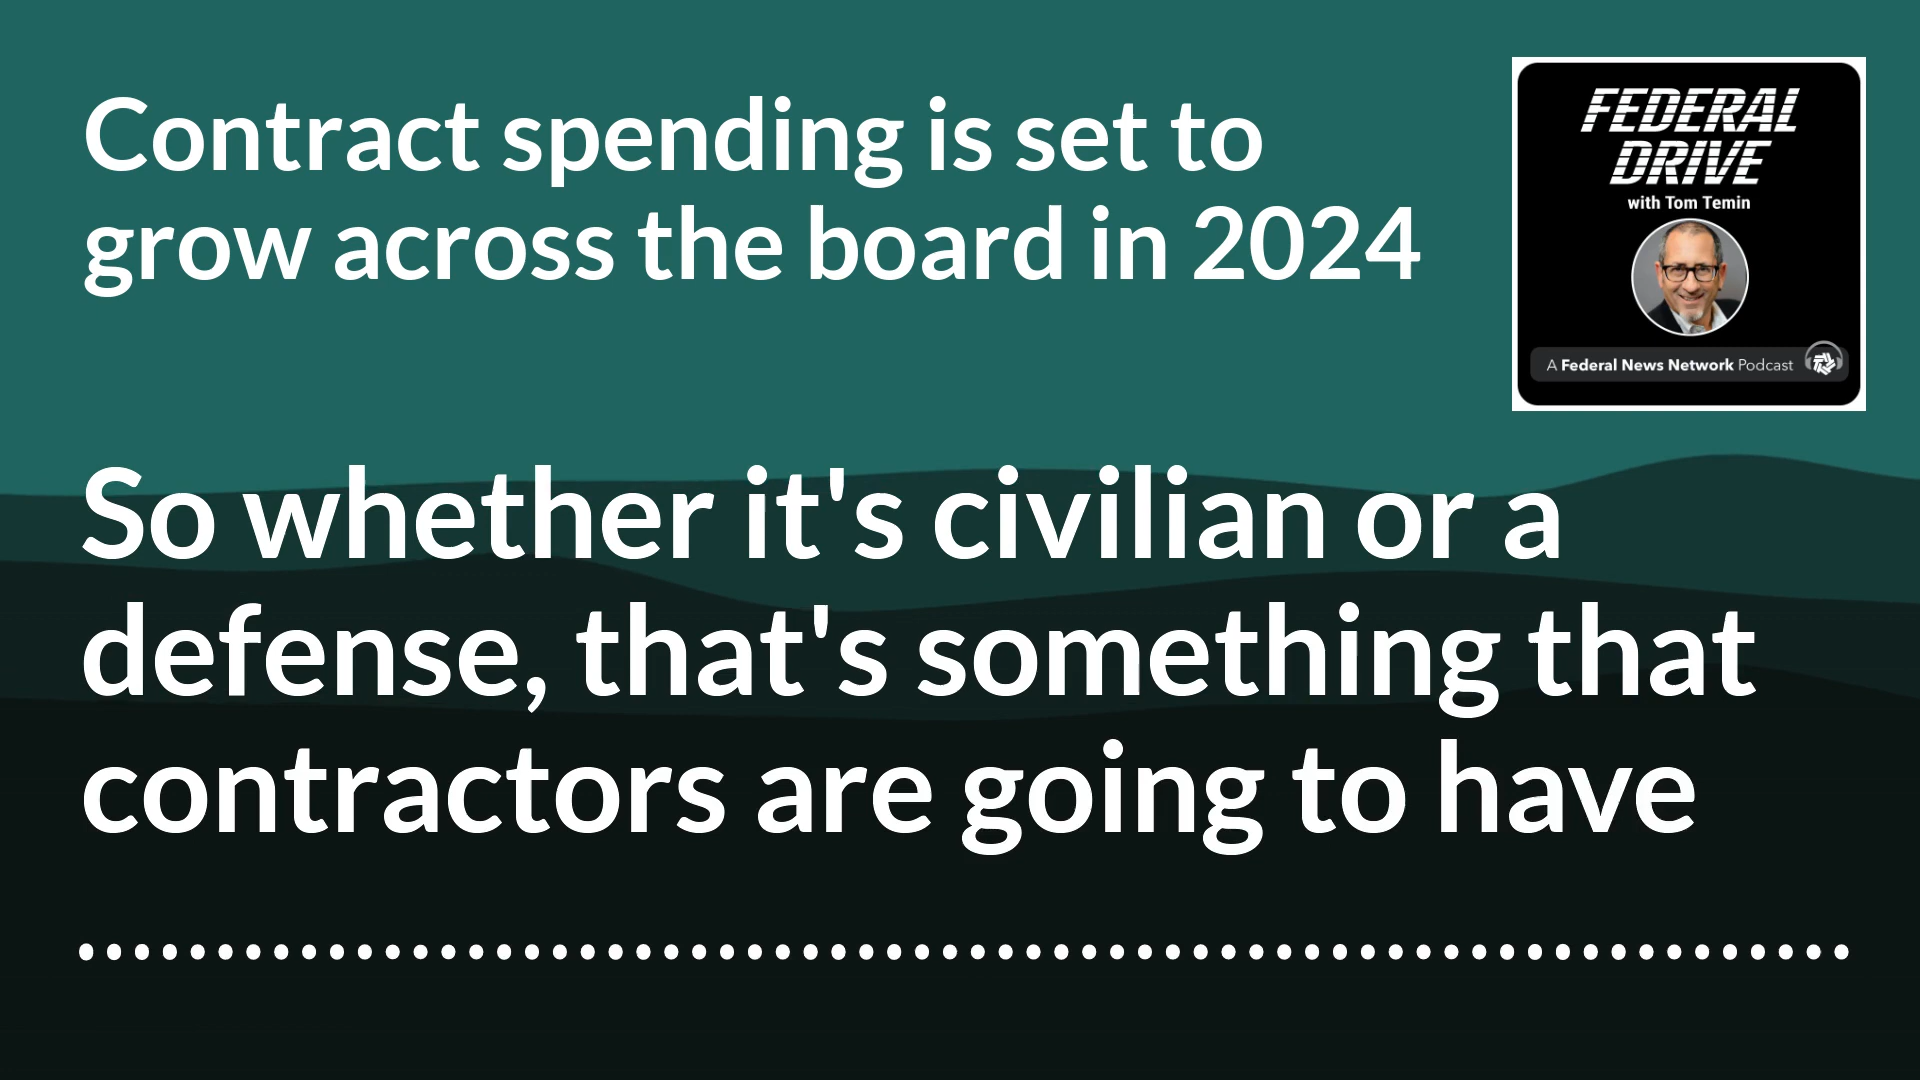 Contract spending is set to
grow across the board in 2024
FEDERAL
DRIVE
with Tom Temin
A Federal News Network Podcast
So whether it's civilian or a
defense, that's something that
contractors are going to have